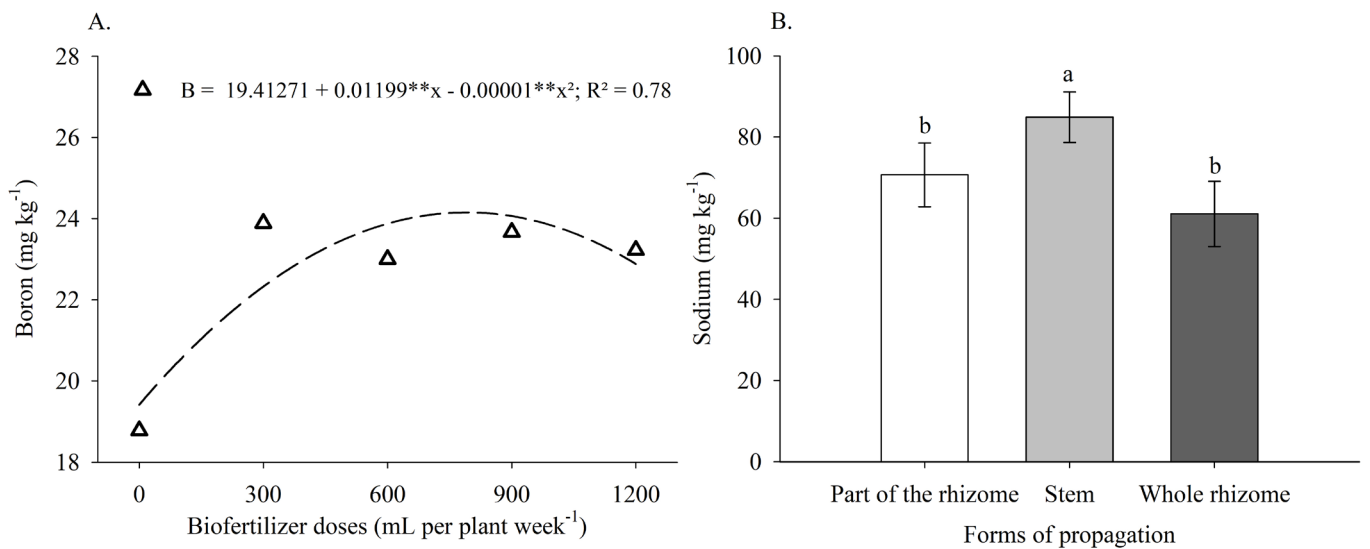 A.
28
26
24
22
20
18
Boron (mg kg⁻¹)
B = 19.41271 + 0.01199**x - 0.00001**x²; R² = 0.78
0 300 600 900 1200
Biofertilizer doses (mL per plant week⁻¹)
B.
100
80
60
40
20
0
Sodium (mg kg⁻¹)
b
a
b
Part of the rhizome Stem Whole rhizome
Forms of propagation